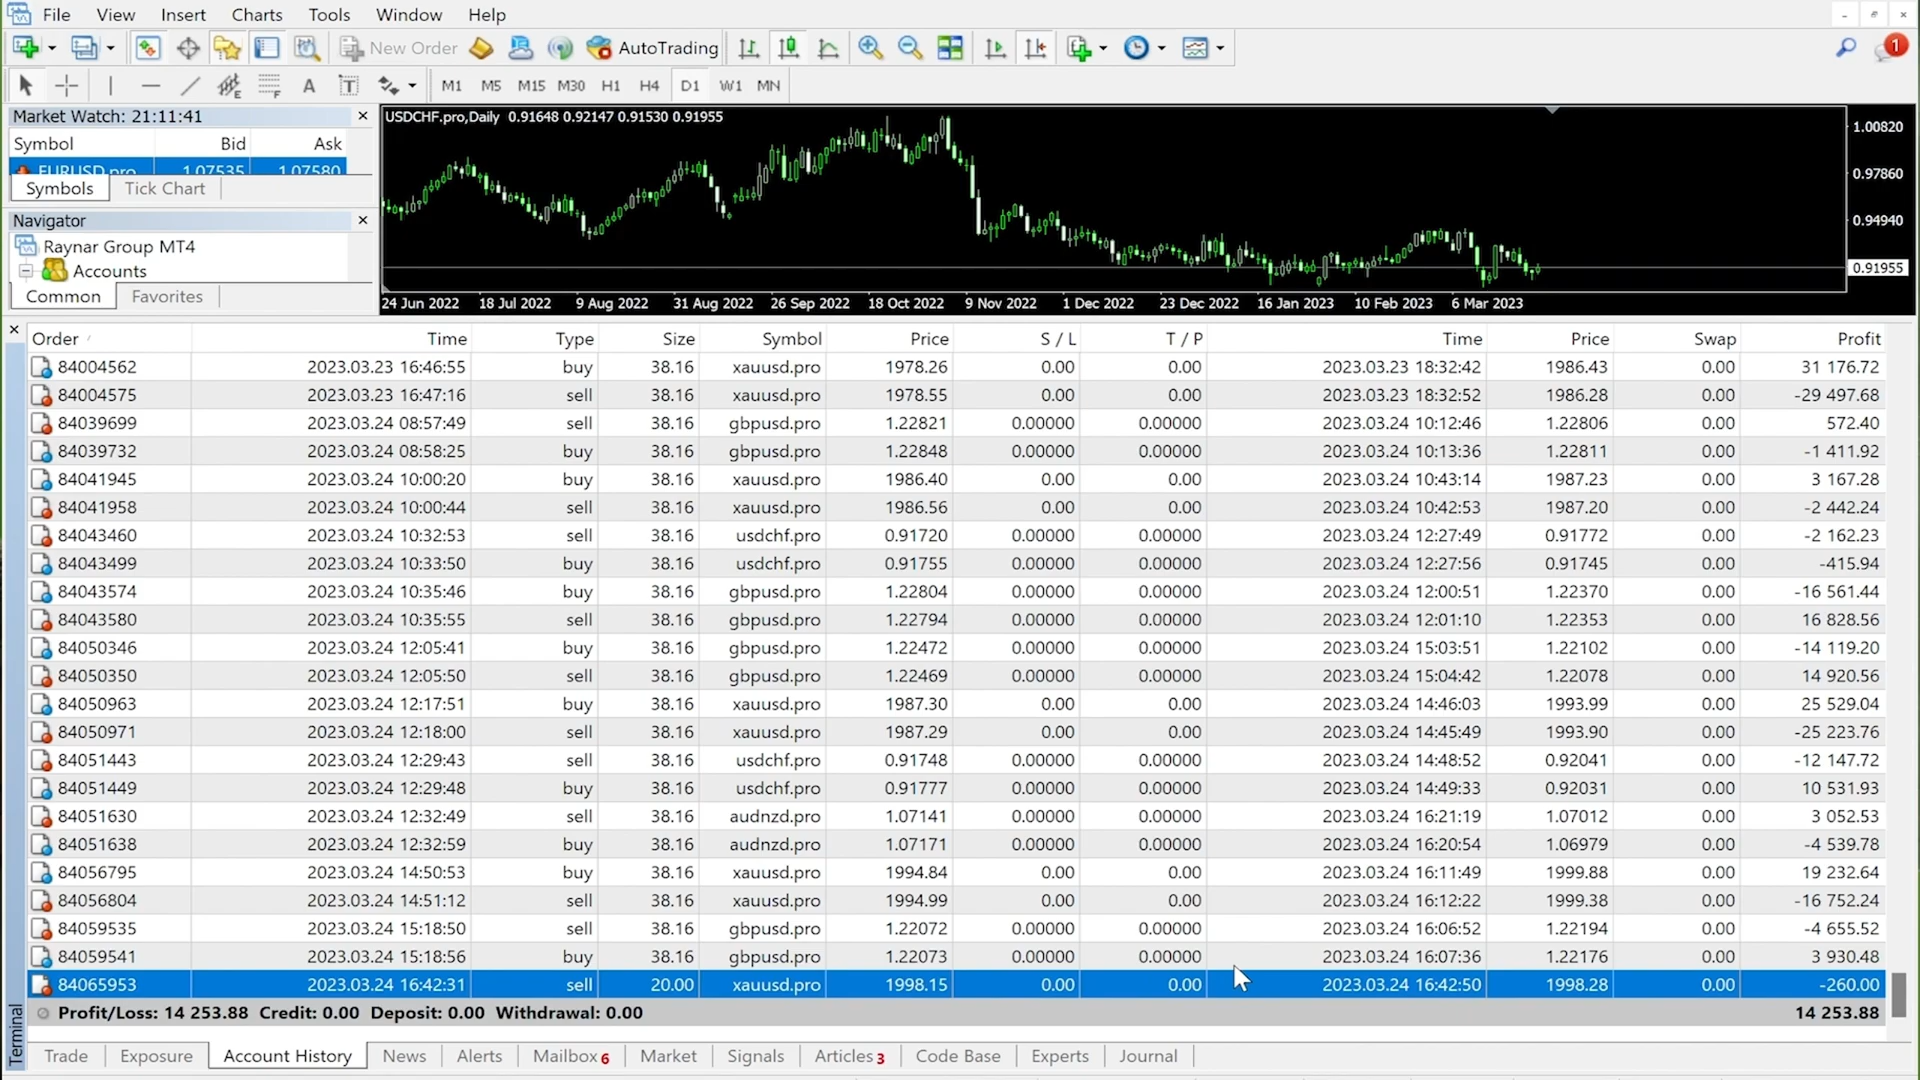 File View Insert Charts Tools Window Help
New Order AutoTrading 1
A T M1 M5 M15 M30 H1 H4 D1 W1 MN
Market Watch: 21:11:41
Symbol Bid Ask
EURUSD.pro 1.07535 1.07580
Symbols Tick Chart
Navigator
Raynar Group MT4
Accounts
Common Favorites
USDCHF.pro,Daily 0.91648 0.92147 0.91530 0.91955
1.00820
0.97860
0.94940
0.91955
24 Jun 2022 18 Jul 2022 9 Aug 2022 31 Aug 2022 26 Sep 2022 18 Oct 2022 9 Nov 2022 1 Dec 2022 23 Dec 2022 16 Jan 2023 10 Feb 2023 6 Mar 2023
Order Time Type Size Symbol Price S / L T / P Time Price Swap Profit
84004562 2023.03.23 16:46:55 buy 38.16 xauusd.pro 1978.26 0.00 0.00 2023.03.23 18:32:42 1986.43 0.00 31 176.72
84004575 2023.03.23 16:47:16 sell 38.16 xauusd.pro 1978.55 0.00 0.00 2023.03.23 18:32:52 1986.28 0.00 -29 497.68
84039699 2023.03.24 08:57:49 sell 38.16 gbpusd.pro 1.22821 0.00000 0.00000 2023.03.24 10:12:46 1.22806 0.00 572.40
84039732 2023.03.24 08:58:25 buy 38.16 gbpusd.pro 1.22848 0.00000 0.00000 2023.03.24 10:13:36 1.22811 0.00 -1 411.92
84041945 2023.03.24 10:00:20 buy 38.16 xauusd.pro 1986.40 0.00 0.00 2023.03.24 10:43:14 1987.23 0.00 3 167.28
84041958 2023.03.24 10:00:44 sell 38.16 xauusd.pro 1986.56 0.00 0.00 2023.03.24 10:42:53 1987.20 0.00 -2 442.24
84043460 2023.03.24 10:32:53 sell 38.16 usdchf.pro 0.91720 0.00000 0.00000 2023.03.24 12:27:49 0.91772 0.00 -2 162.23
84043499 2023.03.24 10:33:50 buy 38.16 usdchf.pro 0.91755 0.00000 0.00000 2023.03.24 12:27:56 0.91745 0.00 -415.94
84043574 2023.03.24 10:35:46 buy 38.16 gbpusd.pro 1.22804 0.00000 0.00000 2023.03.24 12:00:51 1.22370 0.00 -16 561.44
84043580 2023.03.24 10:35:55 sell 38.16 gbpusd.pro 1.22794 0.00000 0.00000 2023.03.24 12:01:10 1.22353 0.00 16 828.56
84050346 2023.03.24 12:05:41 buy 38.16 gbpusd.pro 1.22472 0.00000 0.00000 2023.03.24 15:03:51 1.22102 0.00 -14 119.20
84050350 2023.03.24 12:05:50 sell 38.16 gbpusd.pro 1.22469 0.00000 0.00000 2023.03.24 15:04:42 1.22078 0.00 14 920.56
84050963 2023.03.24 12:17:51 buy 38.16 xauusd.pro 1987.30 0.00 0.00 2023.03.24 14:46:03 1993.99 0.00 25 529.04
84050971 2023.03.24 12:18:00 sell 38.16 xauusd.pro 1987.29 0.00 0.00 2023.03.24 14:45:49 1993.90 0.00 -25 223.76
84051443 2023.03.24 12:29:43 sell 38.16 usdchf.pro 0.91748 0.00000 0.00000 2023.03.24 14:48:52 0.92041 0.00 -12 147.72
84051449 2023.03.24 12:29:48 buy 38.16 usdchf.pro 0.91777 0.00000 0.00000 2023.03.24 14:49:33 0.92031 0.00 10 531.93
84051630 2023.03.24 12:32:49 sell 38.16 audnzd.pro 1.07141 0.00000 0.00000 2023.03.24 16:21:19 1.07012 0.00 3 052.53
84051638 2023.03.24 12:32:59 buy 38.16 audnzd.pro 1.07171 0.00000 0.00000 2023.03.24 16:20:54 1.06979 0.00 -4 539.78
84056795 2023.03.24 14:50:53 buy 38.16 xauusd.pro 1994.84 0.00 0.00 2023.03.24 16:11:49 1999.88 0.00 19 232.64
84056804 2023.03.24 14:51:12 sell 38.16 xauusd.pro 1994.99 0.00 0.00 2023.03.24 16:12:22 1999.38 0.00 -16 752.24
84059535 2023.03.24 15:18:50 sell 38.16 gbpusd.pro 1.22072 0.00000 0.00000 2023.03.24 16:06:52 1.22194 0.00 -4 655.52
84059541 2023.03.24 15:18:56 buy 38.16 gbpusd.pro 1.22073 0.00000 0.00000 2023.03.24 16:07:36 1.22176 0.00 3 930.48
84065953 2023.03.24 16:42:31 sell 20.00 xauusd.pro 1998.15 0.00 0.00 2023.03.24 16:42:50 1998.28 0.00 -260.00
Profit/Loss: 14 253.88 Credit: 0.00 Deposit: 0.00 Withdrawal: 0.00 14 253.88
Terminal
Trade Exposure Account History News Alerts Mailbox 6 Market Signals Articles 3 Code Base Experts Journal